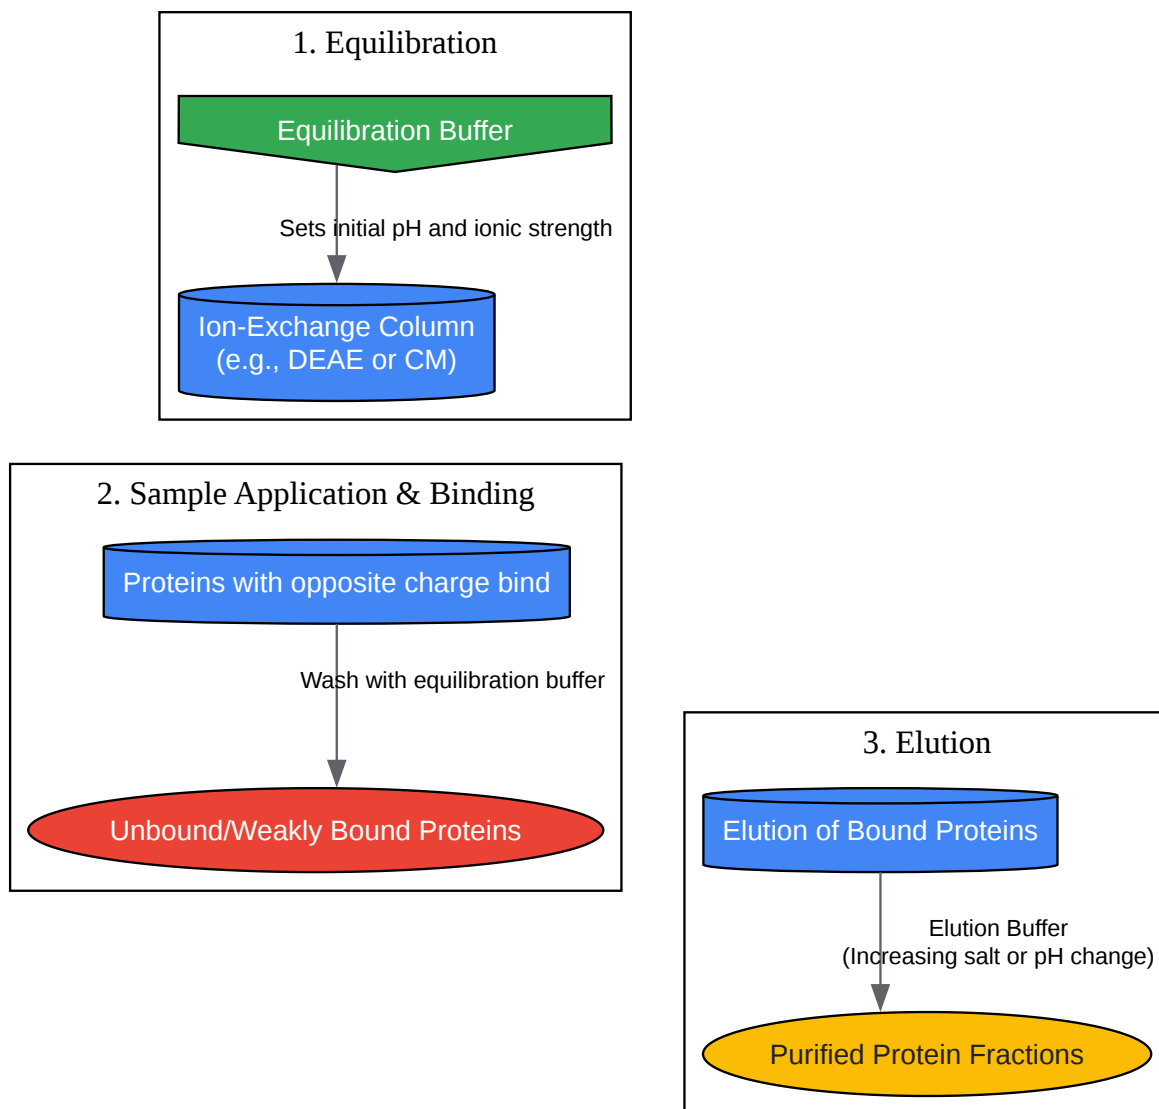 1. Equilibration
Equilibration Buffer
Sets initial pH and ionic strength
Ion-Exchange Column
(e.g., DEAE or CM)
2. Sample Application & Binding
Proteins with opposite charge bind
Wash with equilibration buffer
Unbound/Weakly Bound Proteins
3. Elution
Elution of Bound Proteins
Elution Buffer
(Increasing salt or pH change)
Purified Protein Fractions